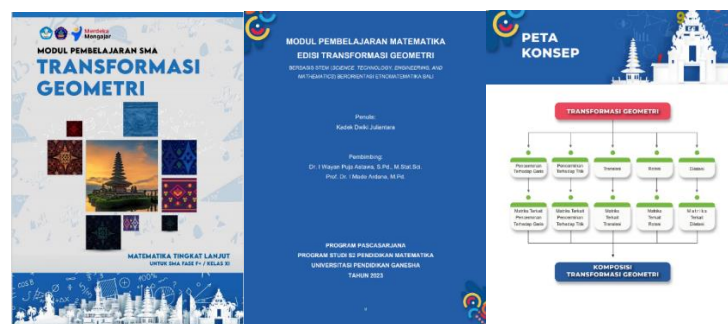 Merdeka
Mengajar
MODUL PEMBELAJARAN SMA
TRANSFORMASI
GEOMETRI
MATEMATIKA TINGKAT LANJUT
UNTUK SMA FASE F+ / KELAS XI
MODUL PEMBELAJARAN MATEMATIKA
EDISI TRANSFORMASI GEOMETRI
BERBASIS STEM (SCIENCE, TECHNOLOGY, ENGINEERING, AND
MATHEMATICS) BERORIENTASI ETNOMATEMATIKA BALI
Penulis:
Kadek Dwiki Juliantara
Pembimbing:
Dr. I Wayan Puja Astawa, S.Pd., M.Stat.Sci.
Prof. Dr. I Made Ardana, M.Pd.
PROGRAM PASCASARJANA
PROGRAM STUDI S2 PENDIDIKAN MATEMATIKA
UNIVERSITAS PENDIDIKAN GANESHA
TAHUN 2023
PETA
KONSEP
TRANSFORMASI GEOMETRI
Pencerminan
Terhadap Garis
Pencerminan
Terhadap Titik
Translasi
Rotasi
Dilatasi
Matriks Terkait
Pencerminan
Terhadap Garis
Matriks Terkait
Pencerminan
Terhadap Titik
Matriks
Terkait
Translasi
Matriks
Terkait
Rotasi
Matriks
Terkait
Dilatasi
KOMPOSISI
TRANSFORMASI GEOMETRI